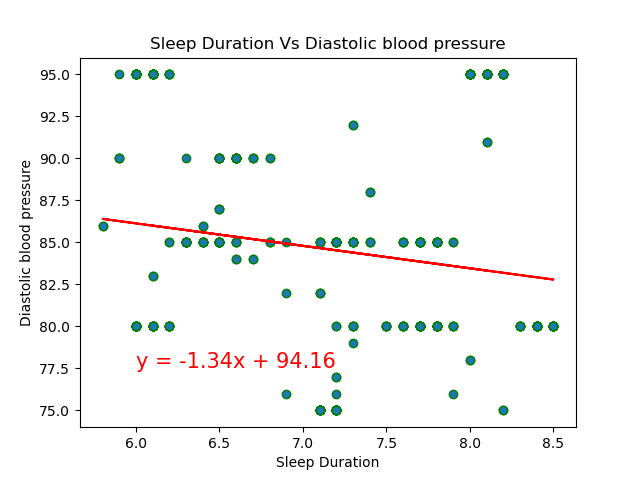 Sleep Duration Vs Diastolic blood pressure
95.0
92.5
90.0
87.5
85.0
82.5
80.0
77.5
75.0
Diastolic blood pressure
y = -1.34x + 94.16
6.0 6.5 7.0 7.5 8.0 8.5
Sleep Duration